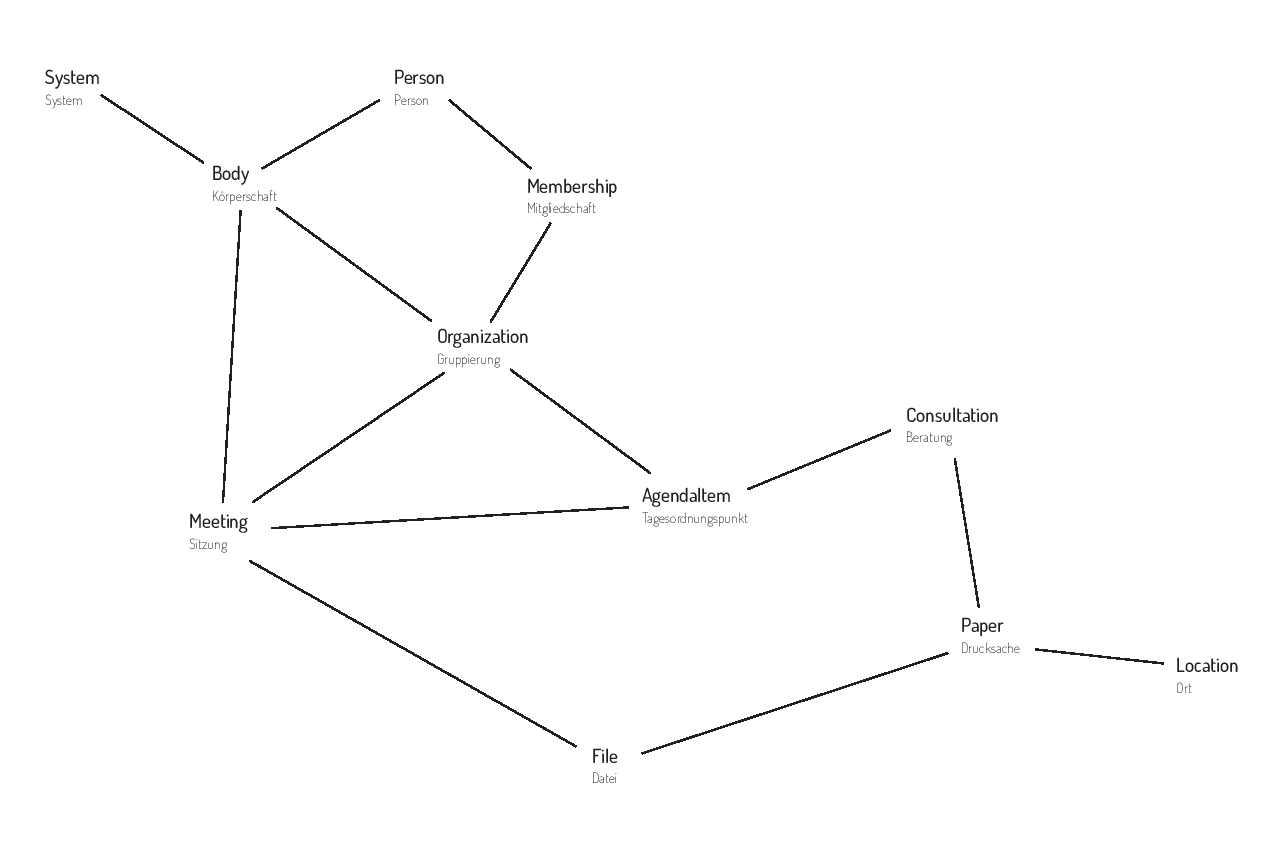 System
System
Person
Person
Body
Körperschaft
Membership
Mitgliedschaft
Organization
Gruppierung
Consultation
Beratung
AgendaItem
Tagesordnungspunkt
Meeting
Sitzung
Paper
Drucksache
Location
Ort
File
Datei